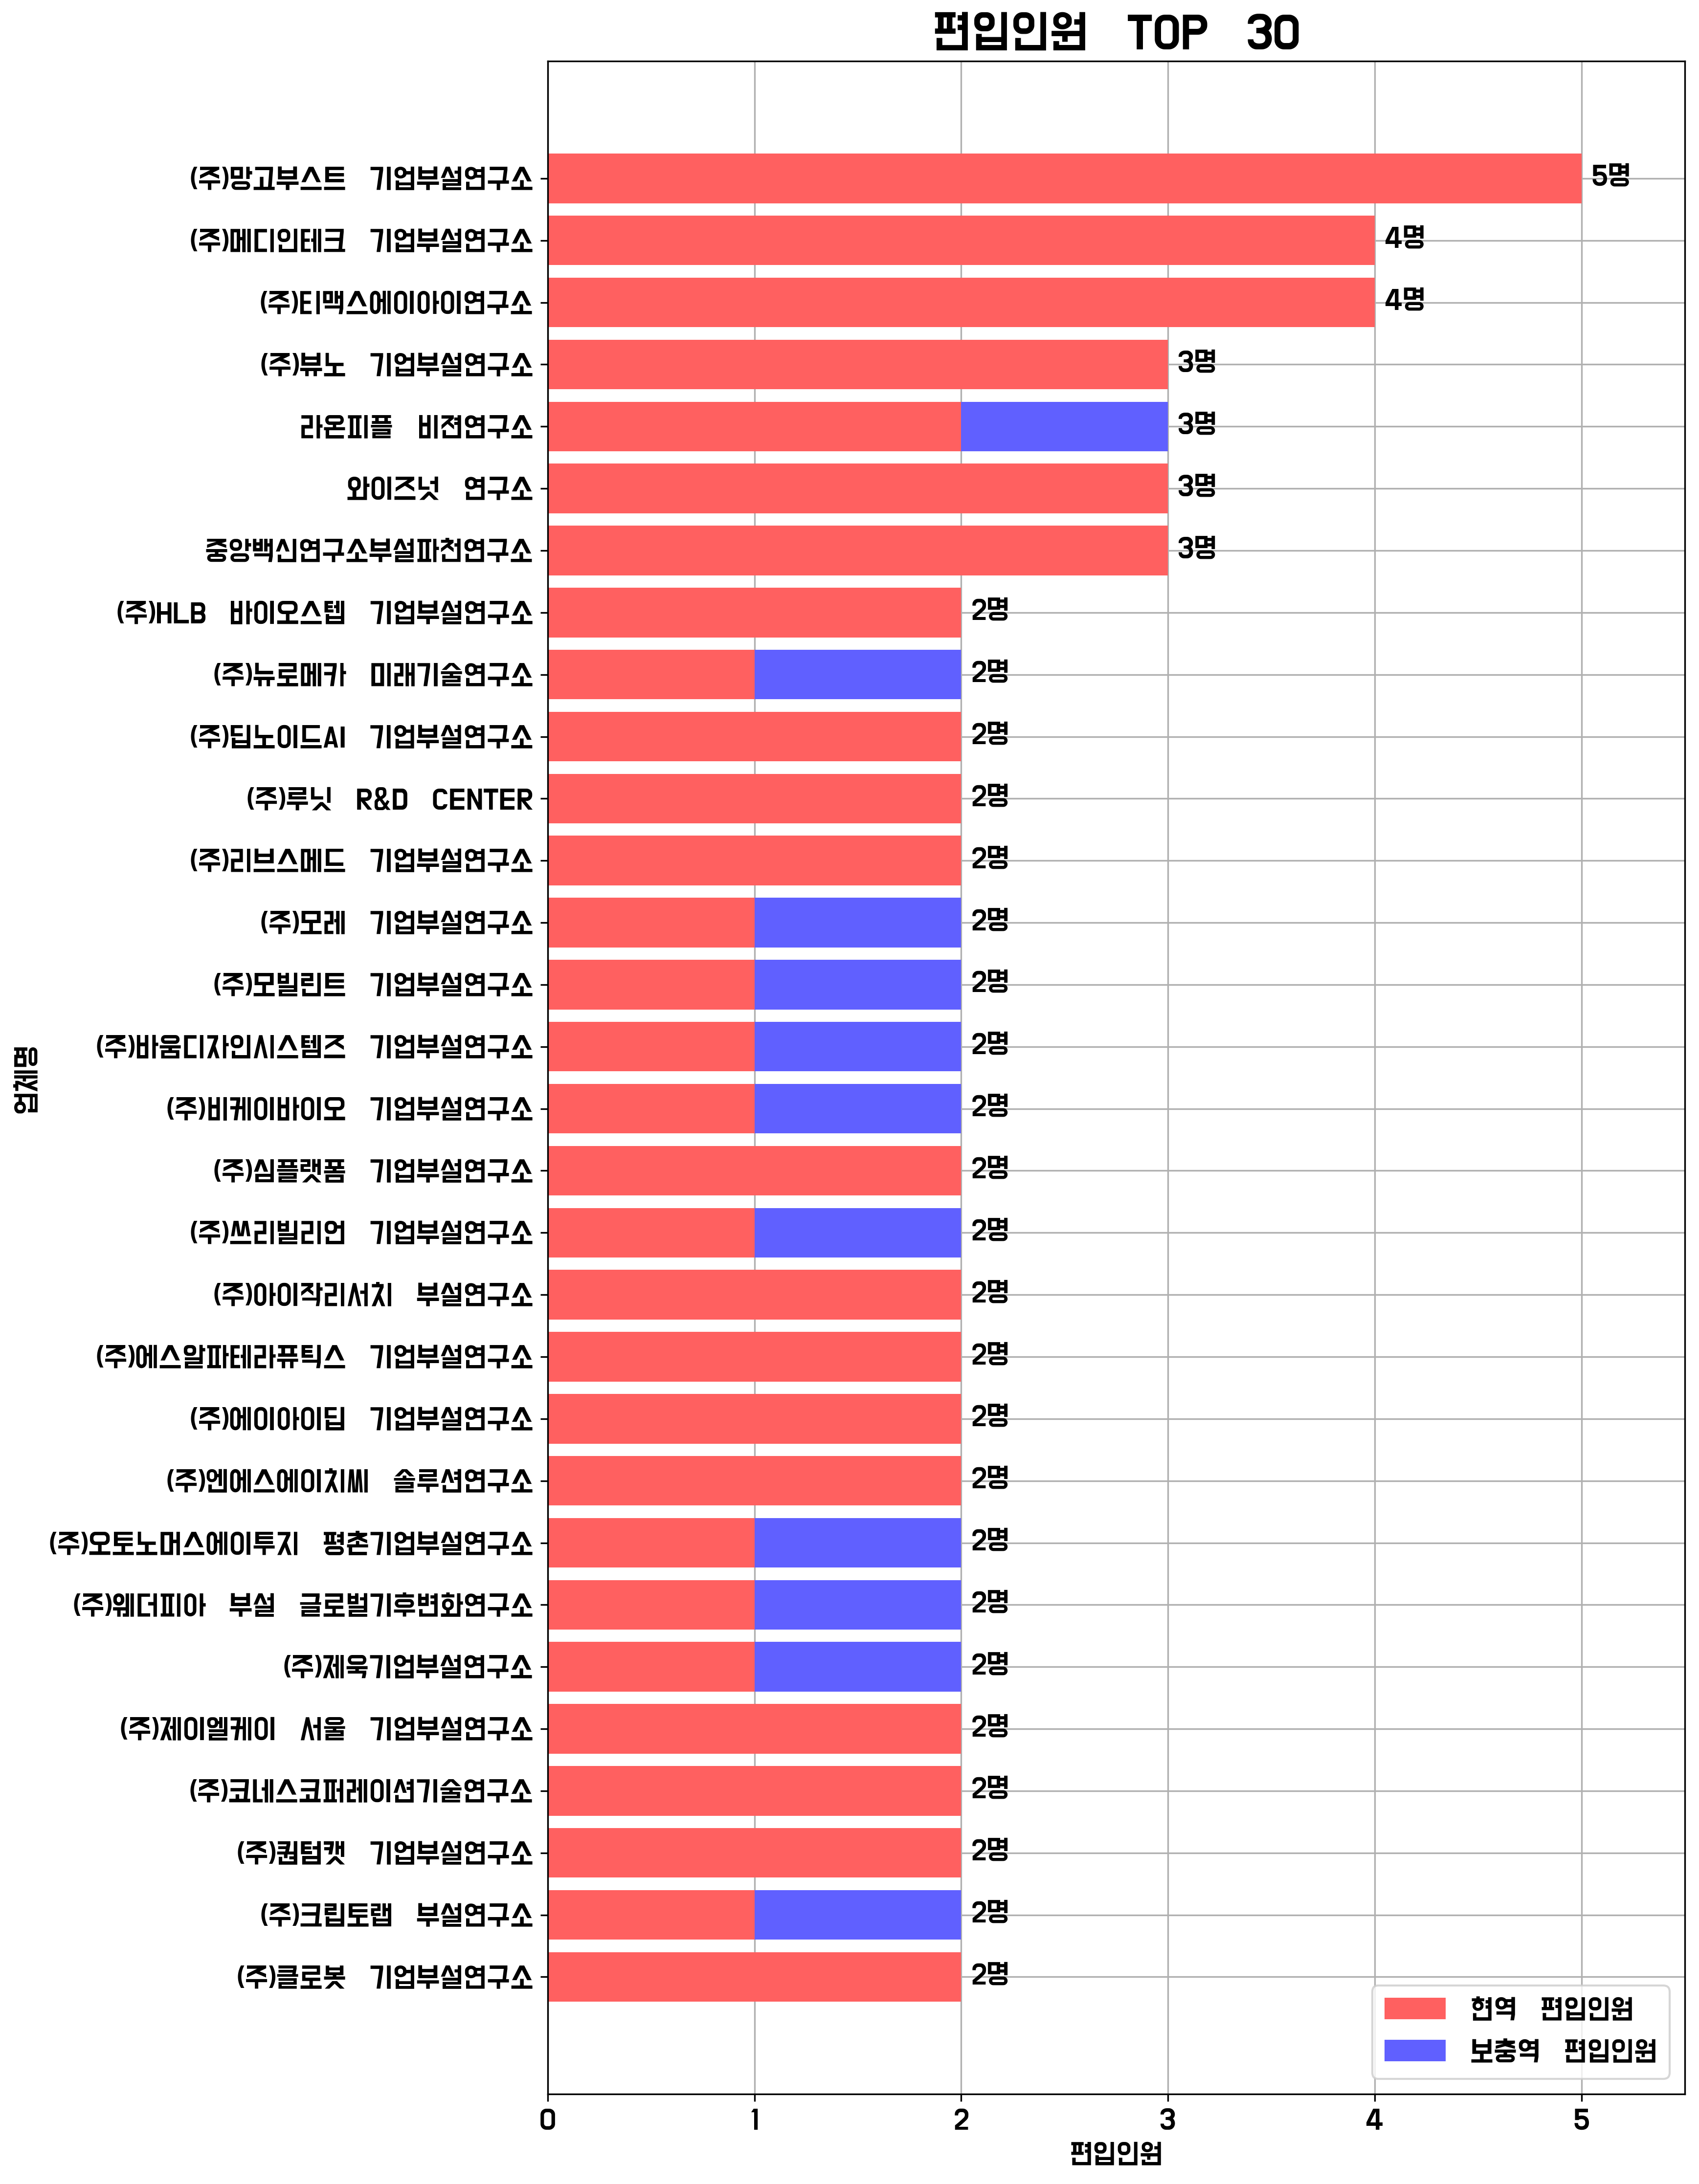 편입인원 TOP 30
(주)망고부스트 기업부설연구소 5명
(주)메디인테크 기업부설연구소 4명
(주)티맥스에이아이연구소 4명
(주)뷰노 기업부설연구소 3명
라온피플 비젼연구소 3명
와이즈넛 연구소 3명
중앙백신연구소부설파천연구소 3명
(주)HLB 바이오스텝 기업부설연구소 2명
(주)뉴로메카 미래기술연구소 2명
(주)딥노이드AI 기업부설연구소 2명
(주)루닛 R&D CENTER 2명
(주)리브스메드 기업부설연구소 2명
(주)모레 기업부설연구소 2명
(주)모빌린트 기업부설연구소 2명
(주)바움디자인시스템즈 기업부설연구소 2명
(주)비케이바이오 기업부설연구소 2명
(주)심플랫폼 기업부설연구소 2명
(주)쓰리빌리언 기업부설연구소 2명
(주)아이작리서치 부설연구소 2명
(주)에스알파테라퓨틱스 기업부설연구소 2명
(주)에이아이딥 기업부설연구소 2명
(주)엔에스에이치씨 솔루션연구소 2명
(주)오토노머스에이투지 평촌기업부설연구소 2명
(주)웨더피아 부설 글로벌기후변화연구소 2명
(주)제욱기업부설연구소 2명
(주)제이엘케이 서울 기업부설연구소 2명
(주)코네스코퍼레이션기술연구소 2명
(주)퀀텀캣 기업부설연구소 2명
(주)크립토랩 부설연구소 2명
(주)클로봇 기업부설연구소 2명
업체명
현역 편입인원
보충역 편입인원
0 1 2 3 4 5
편입인원